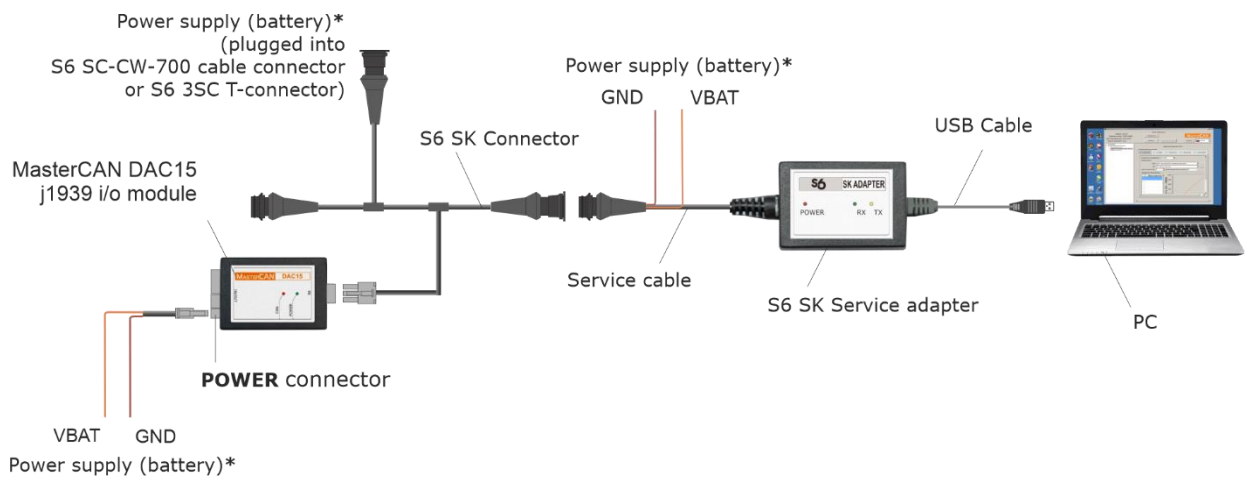 Power supply (battery)*
(plugged into
S6 SC-CW-700 cable connector
or S6 3SC T-connector)
Power supply (battery)*
GND
VBAT
USB Cable
S6 SK Connector
MasterCAN DAC15
j1939 i/o module
S6
SK ADAPTER
POWER
RX
TX
MASTERCAN
DAC15
Service cable
S6 SK Service adapter
PC
POWER connector
VBAT
GND
Power supply (battery)*